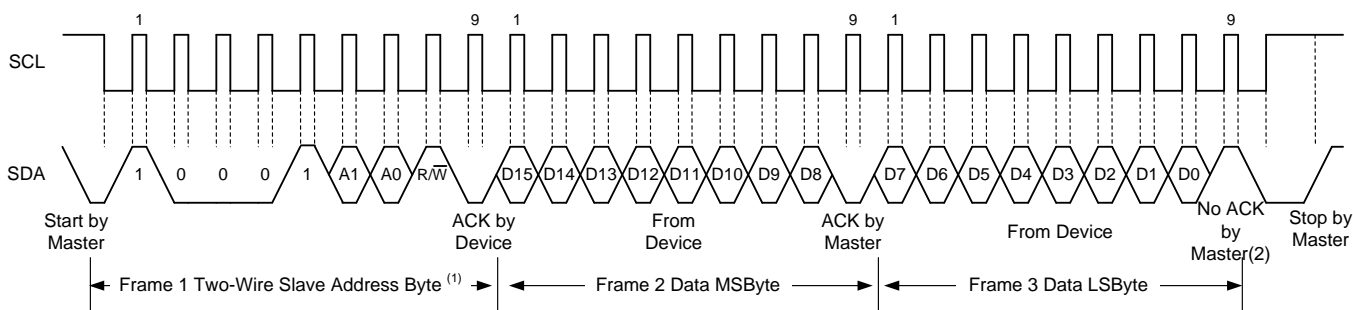 1 9 1 9 1 9
SCL
SDA
1 0 0 0 1 A1 A0 R/W̅ D15 D14 D13 D12 D11 D10 D9 D8 D7 D6 D5 D4 D3 D2 D1 D0
Start by
Master
ACK by
Device
From
Device
ACK by
Master
From Device
No ACK
by
Master(2)
Stop by
Master
Frame 1 Two-Wire Slave Address Byte (1)
Frame 2 Data MSByte
Frame 3 Data LSByte